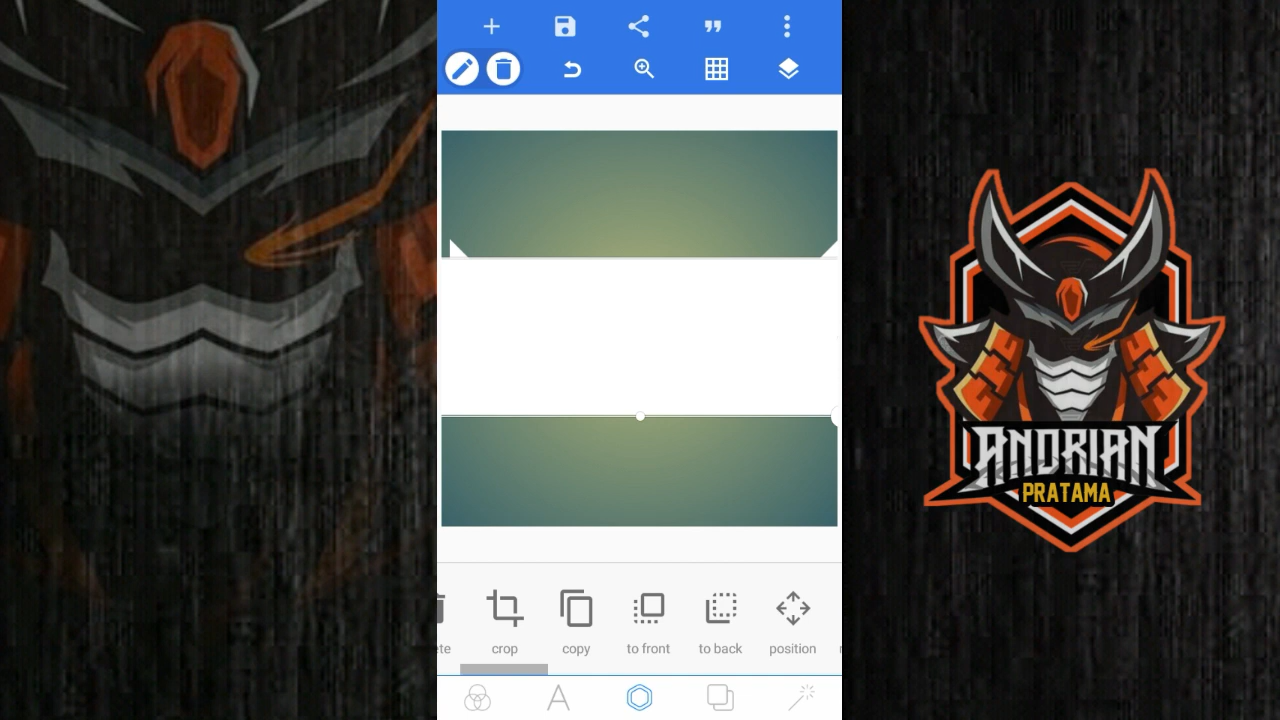 ete
crop
copy
to front
to back
position
ANDRIAN
PRATAMA